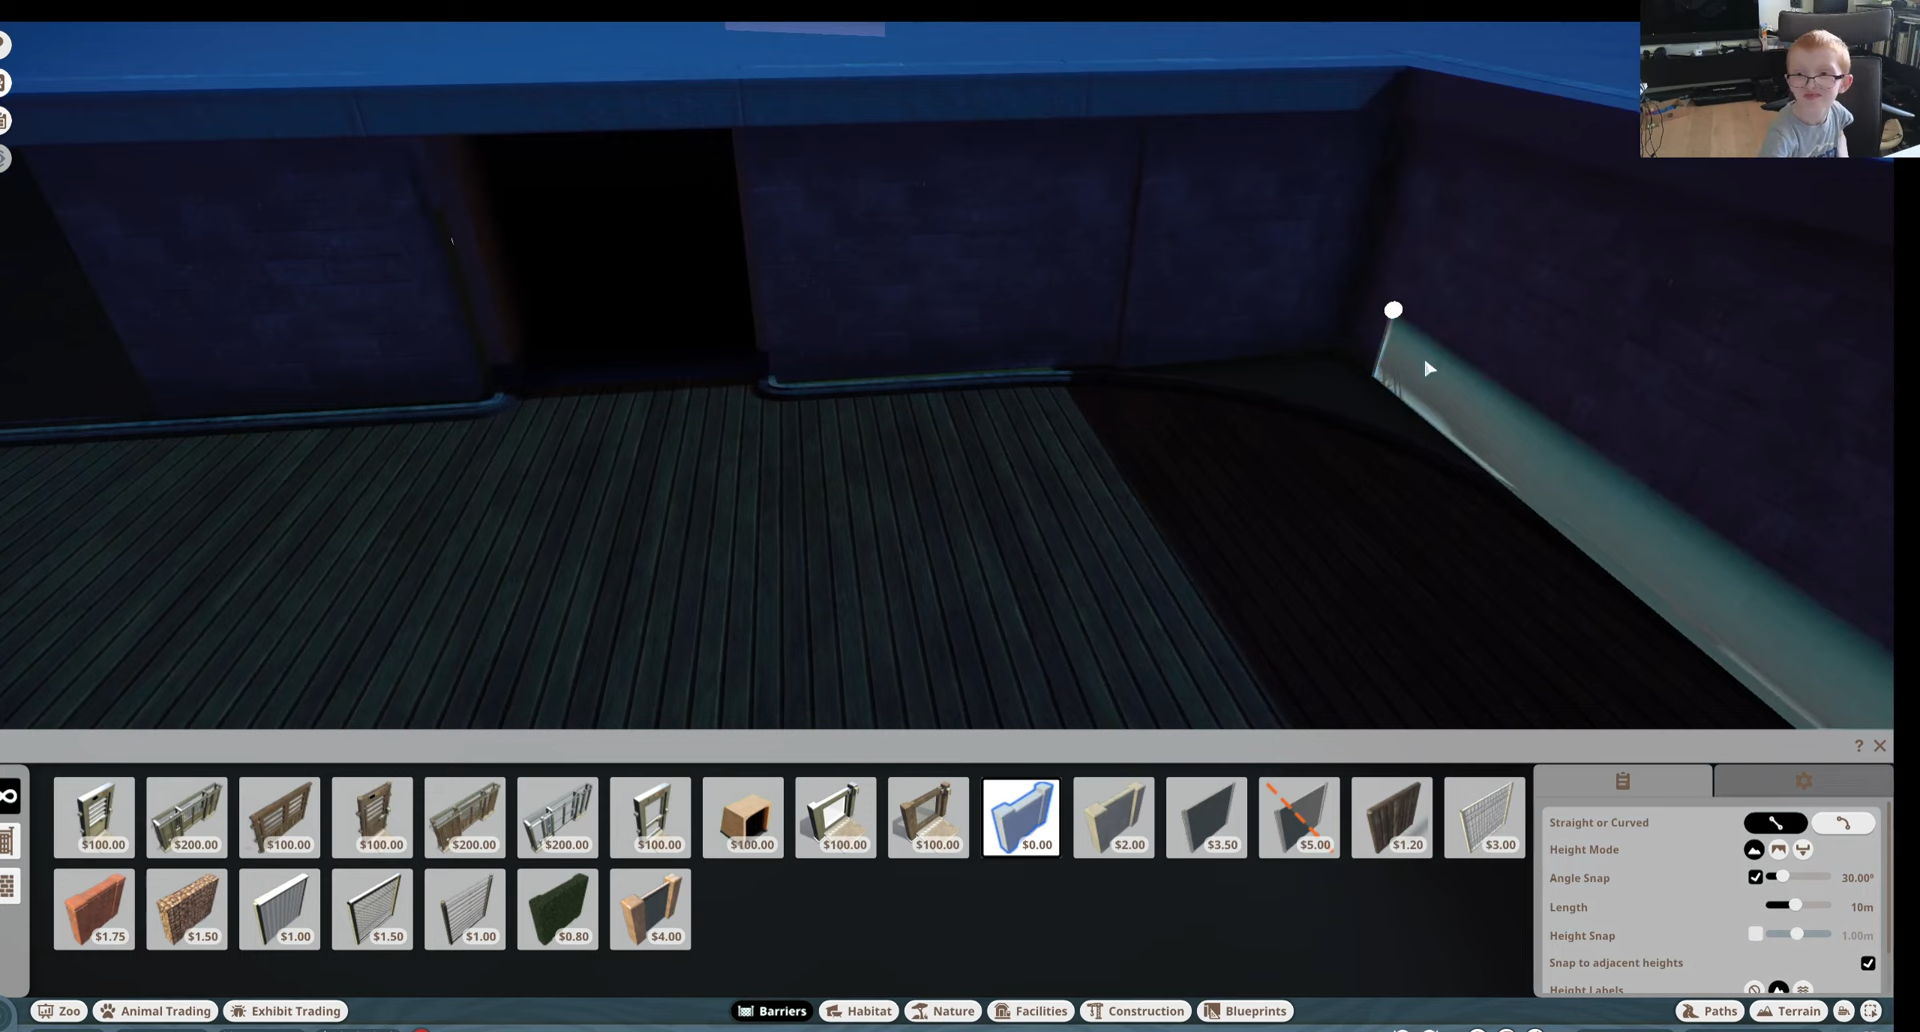 ?
$100.00 $200.00 $100.00 $100.00 $200.00 $200.00 $100.00 $100.00 $100.00 $100.00 $0.00 $2.00 $3.50 $5.00 $1.20 $3.00
$1.75 $1.50 $1.00 $1.50 $1.00 $0.80 $4.00
Straight or Curved
Height Mode
Angle Snap 30.00°
Length 10m
Height Snap 1.00m
Snap to adjacent heights
Height Labels
Zoo Animal Trading Exhibit Trading Barriers Habitat Nature Facilities Construction Blueprints Paths Terrain